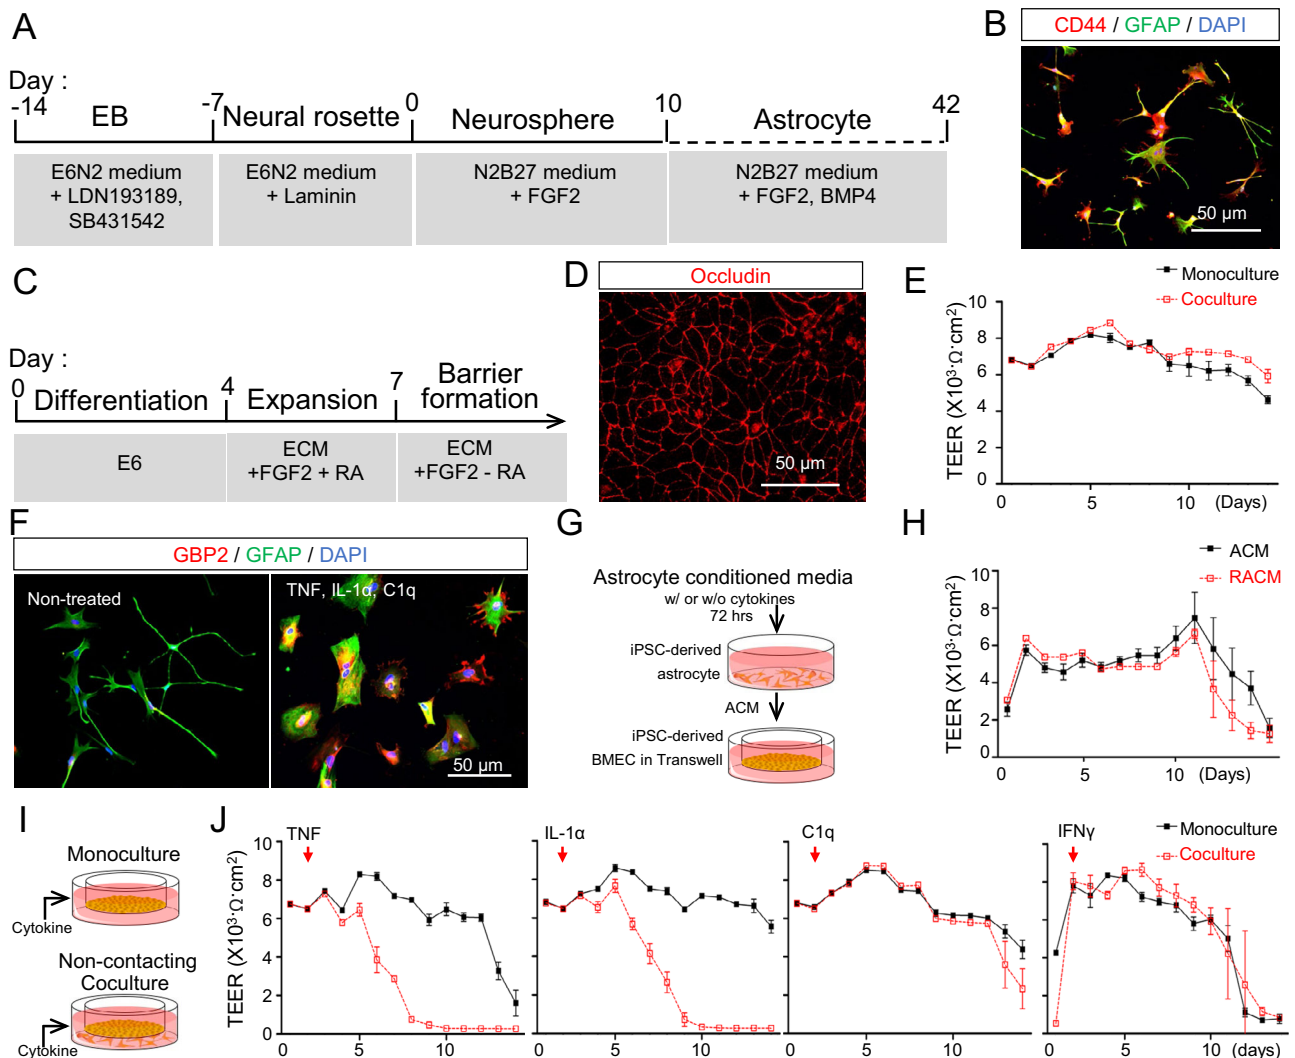 A
Day :
-14
EB
-7
Neural rosette
0
Neurosphere
10
Astrocyte
42
E6N2 medium
+ LDN193189,
SB431542
E6N2 medium
+ Laminin
N2B27 medium
+ FGF2
N2B27 medium
+ FGF2, BMP4
B
CD44 / GFAP / DAPI
50 µm
C
Day :
0
Differentiation
4
Expansion
7
Barrier
formation
E6
ECM
+FGF2 + RA
ECM
+FGF2 - RA
D
Occludin
50 µm
E
Monoculture
Coculture
TEER (X10³·Ω·cm²)
10
8
6
4
2
0
0
5
10
(Days)
F
GBP2 / GFAP / DAPI
Non-treated
TNF, IL-1α, C1q
50 µm
G
Astrocyte conditioned media
w/ or w/o cytokines
72 hrs
iPSC-derived
astrocyte
ACM
iPSC-derived
BMEC in Transwell
H
ACM
RACM
TEER (X10³·Ω·cm²)
10
8
6
4
2
0
0
5
10
(Days)
I
Monoculture
Cytokine
Non-contacting
Coculture
Cytokine
J
TEER (X10³·Ω·cm²)
10
8
6
4
2
0
TNF
0
5
10
IL-1α
0
5
10
C1q
0
5
10
IFNγ
Monoculture
Coculture
0
5
10
(days)